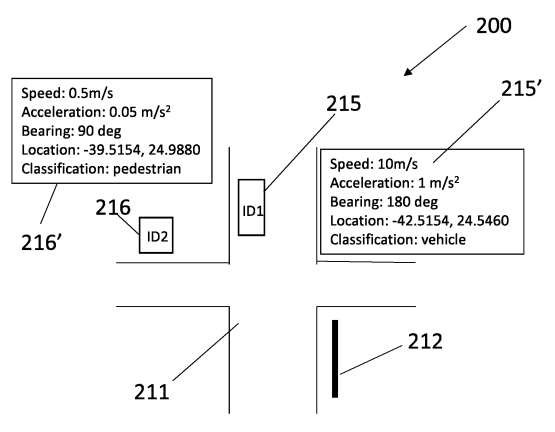 200
Speed: 0.5m/s
Acceleration: 0.05 m/s²
Bearing: 90 deg
Location: -39.5154, 24.9880
Classification: pedestrian
215
215’
Speed: 10m/s
Acceleration: 1 m/s²
Bearing: 180 deg
Location: -42.5154, 24.5460
Classification: vehicle
216
216’
ID1
ID2
211
212